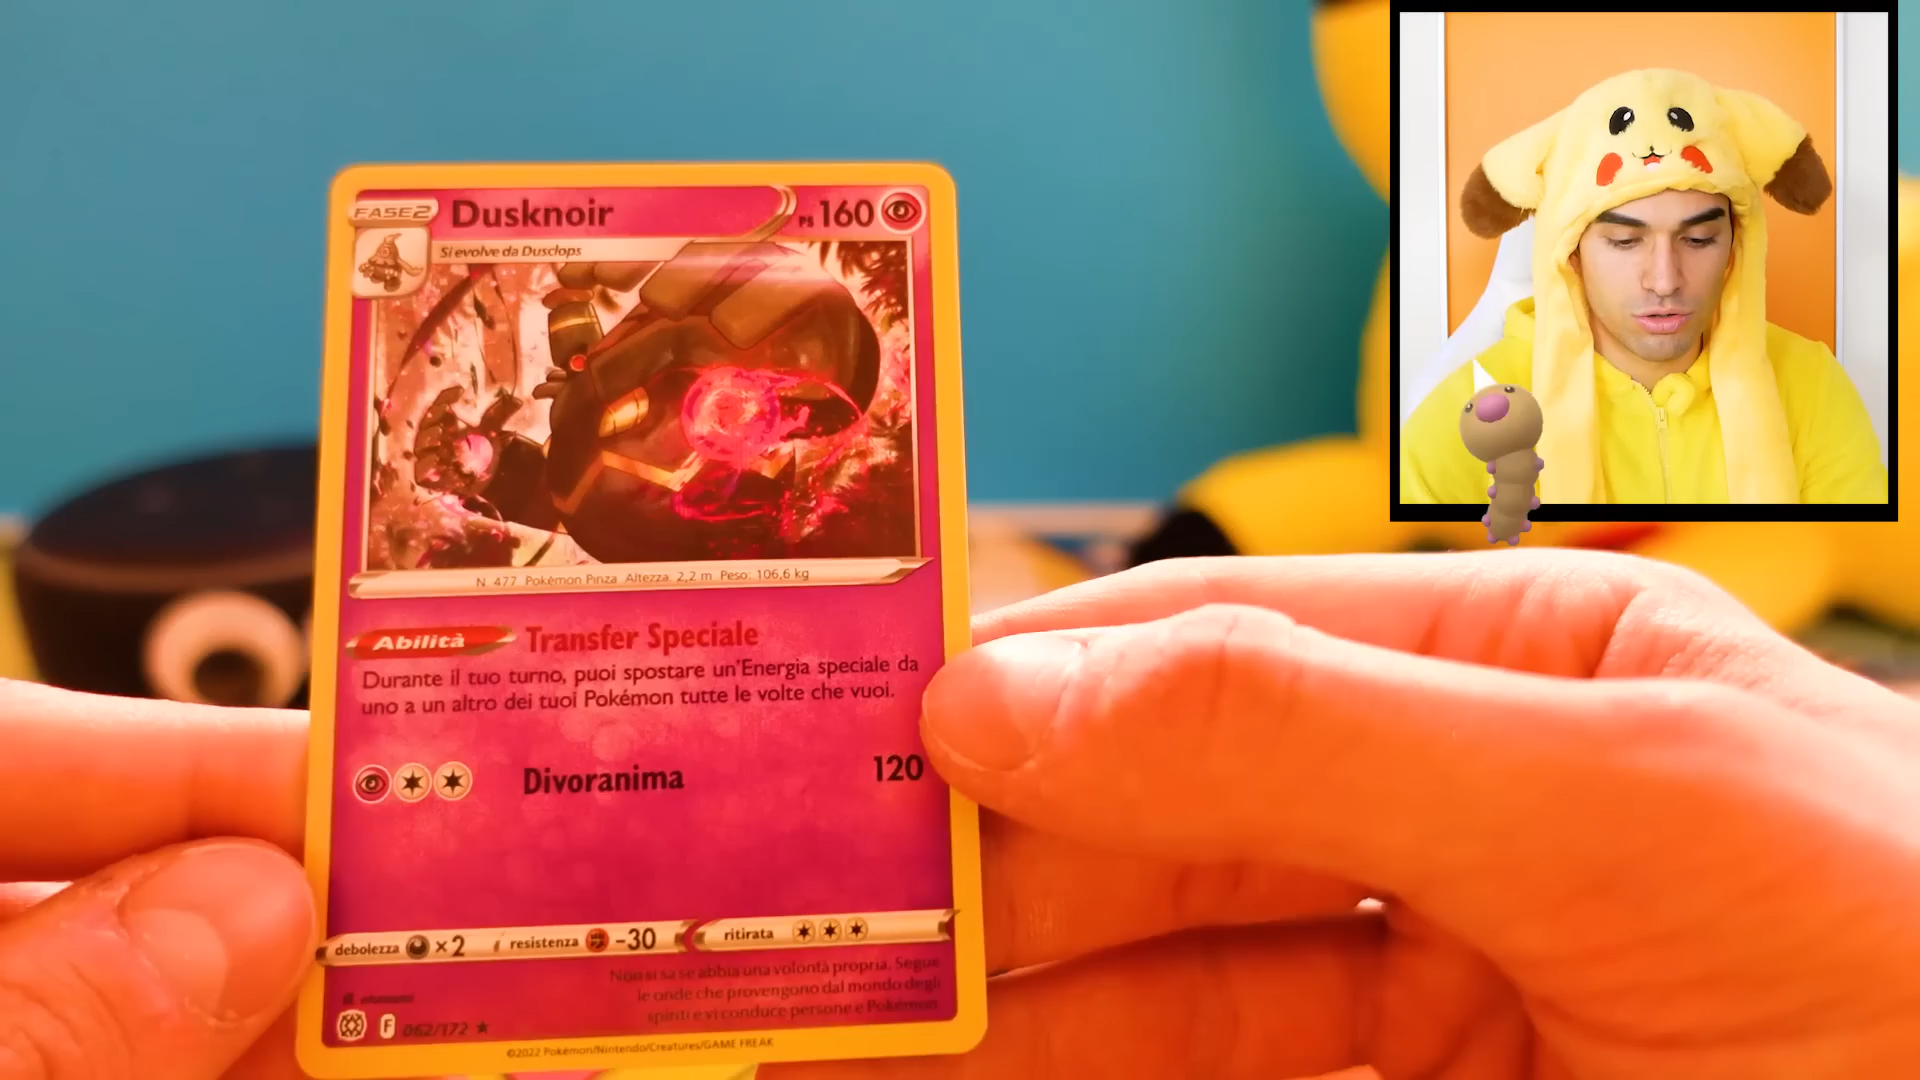 FASE2 Dusknoir PS 160
Si evolve da Dusclops
N. 477 Pokémon Pinza Altezza: 2,2 m Peso: 106,6 kg
Abilità Transfer Speciale
Durante il tuo turno, puoi spostare un'Energia speciale da
uno a un altro dei tuoi Pokémon tutte le volte che vuoi.
Divoranima 120
debolezza ×2 resistenza -30 ritirata
Non si sa se abbia una volontà propria. Segue
le onde che provengono dal mondo degli
spiriti e vi conduce persone e Pokémon.
F 062/172
©2022 Pokémon/Nintendo/Creatures/GAME FREAK